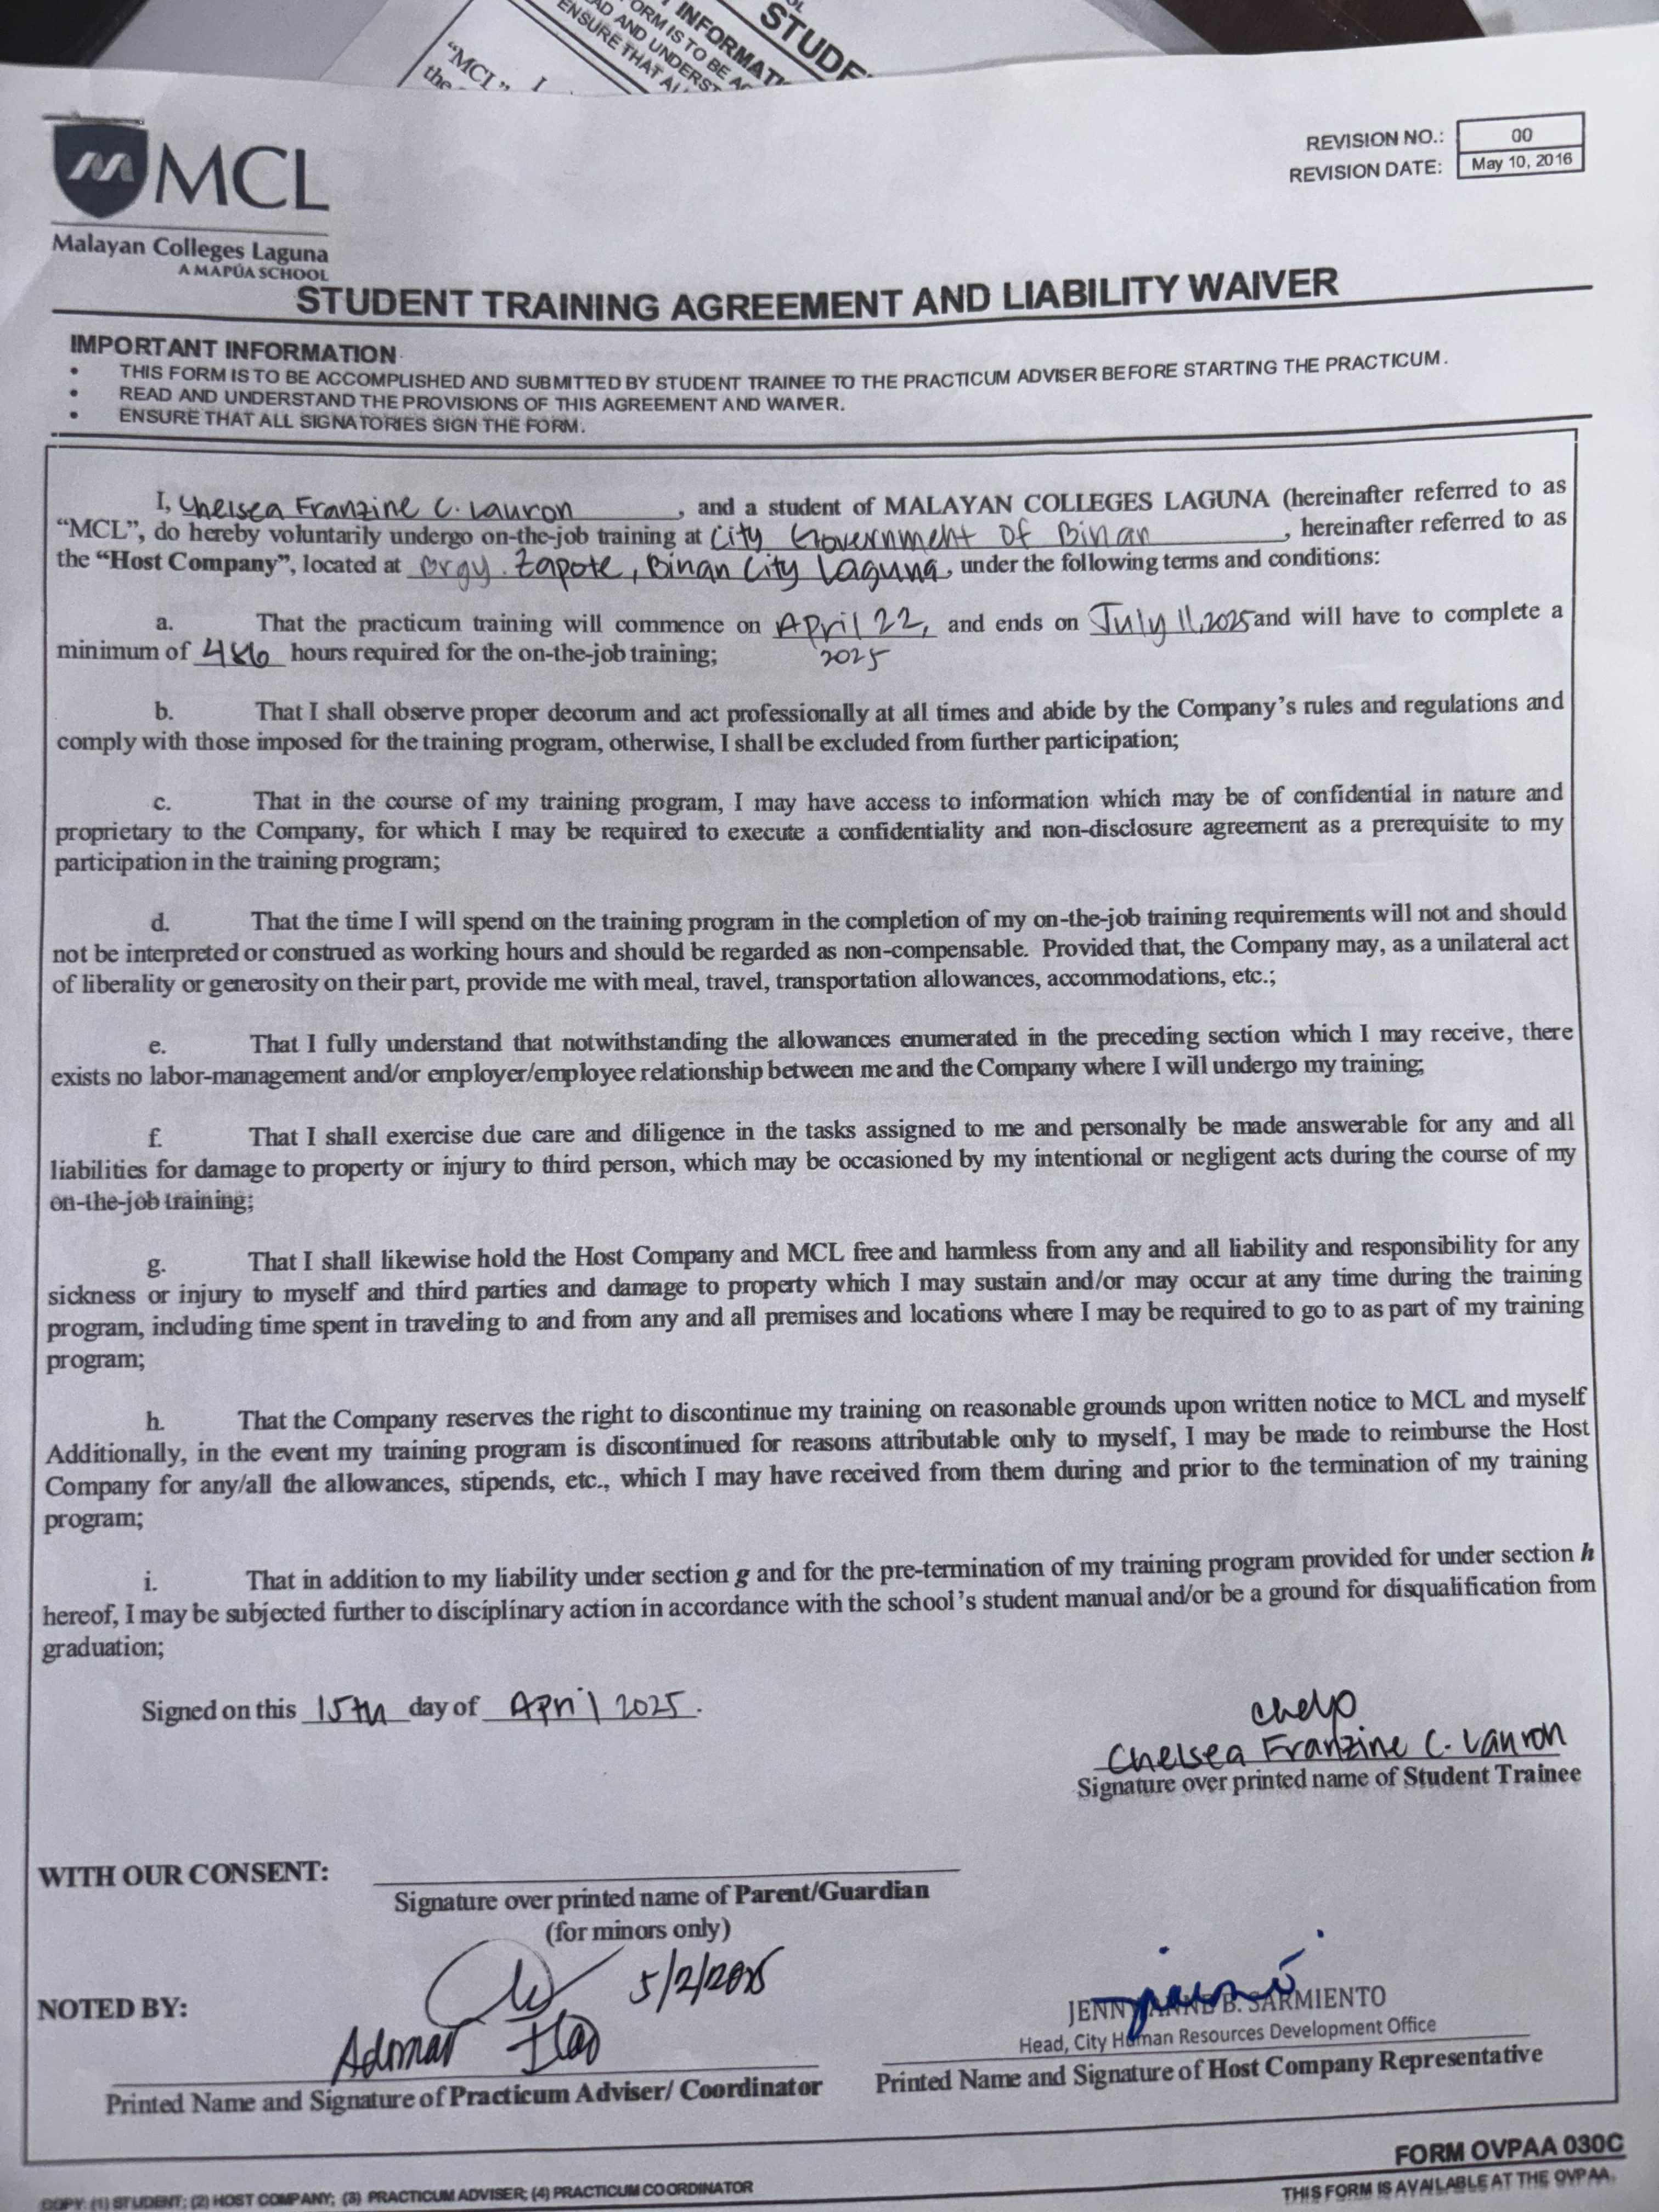 STUDE
INFORMATI
ORM IS TO BE AC
AD AND UNDERST
ENSURE THAT AL
“MCL”, I
the
MCL
Malayan Colleges Laguna
A MAPÚA SCHOOL
REVISION NO.: 00
REVISION DATE: May 10, 2016
STUDENT TRAINING AGREEMENT AND LIABILITY WAIVER
IMPORTANT INFORMATION
• THIS FORM IS TO BE ACCOMPLISHED AND SUBMITTED BY STUDENT TRAINEE TO THE PRACTICUM ADVISER BEFORE STARTING THE PRACTICUM.
• READ AND UNDERSTAND THE PROVISIONS OF THIS AGREEMENT AND WAIVER.
• ENSURE THAT ALL SIGNATORIES SIGN THE FORM.
I, Chelsea Franzine C. Lauron, and a student of MALAYAN COLLEGES LAGUNA (hereinafter referred to as
“MCL”, do hereby voluntarily undergo on-the-job training at City Government Of Binan, hereinafter referred to as
the “Host Company”, located at Brgy. Zapote, Binan City Laguna, under the following terms and conditions:
a. That the practicum training will commence on April 22, and ends on July 11, 2025 and will have to complete a
minimum of 486 hours required for the on-the-job training; 2025
b. That I shall observe proper decorum and act professionally at all times and abide by the Company’s rules and regulations and
comply with those imposed for the training program, otherwise, I shall be excluded from further participation;
c. That in the course of my training program, I may have access to information which may be of confidential in nature and
proprietary to the Company, for which I may be required to execute a confidentiality and non-disclosure agreement as a prerequisite to my
participation in the training program;
d. That the time I will spend on the training program in the completion of my on-the-job training requirements will not and should
not be interpreted or construed as working hours and should be regarded as non-compensable. Provided that, the Company may, as a unilateral act
of liberality or generosity on their part, provide me with meal, travel, transportation allowances, accommodations, etc.;
e. That I fully understand that notwithstanding the allowances enumerated in the preceding section which I may receive, there
exists no labor-management and/or employer/employee relationship between me and the Company where I will undergo my training;
f. That I shall exercise due care and diligence in the tasks assigned to me and personally be made answerable for any and all
liabilities for damage to property or injury to third person, which may be occasioned by my intentional or negligent acts during the course of my
on-the-job training;
g. That I shall likewise hold the Host Company and MCL free and harmless from any and all liability and responsibility for any
sickness or injury to myself and third parties and damage to property which I may sustain and/or may occur at any time during the training
program, including time spent in traveling to and from any and all premises and locations where I may be required to go to as part of my training
program;
h. That the Company reserves the right to discontinue my training on reasonable grounds upon written notice to MCL and myself
Additionally, in the event my training program is discontinued for reasons attributable only to myself, I may be made to reimburse the Host
Company for any/all the allowances, stipends, etc., which I may have received from them during and prior to the termination of my training
program;
i. That in addition to my liability under section g and for the pre-termination of my training program provided for under section h
hereof, I may be subjected further to disciplinary action in accordance with the school’s student manual and/or be a ground for disqualification from
graduation;
Signed on this 15th day of April 2025.
Chelsea Franzine C. Lauron
Signature over printed name of Student Trainee
WITH OUR CONSENT:
Signature over printed name of Parent/Guardian
(for minors only)
5/2/2025
NOTED BY:
JENNY ANNE B. SARMIENTO
Head, City Human Resources Development Office
Printed Name and Signature of Practicum Adviser/ Coordinator
Printed Name and Signature of Host Company Representative
FORM OVPAA 030C
COPY: (1) STUDENT; (2) HOST COMPANY; (3) PRACTICUM ADVISER; (4) PRACTICUM COORDINATOR
THIS FORM IS AVAILABLE AT THE OVPAA.